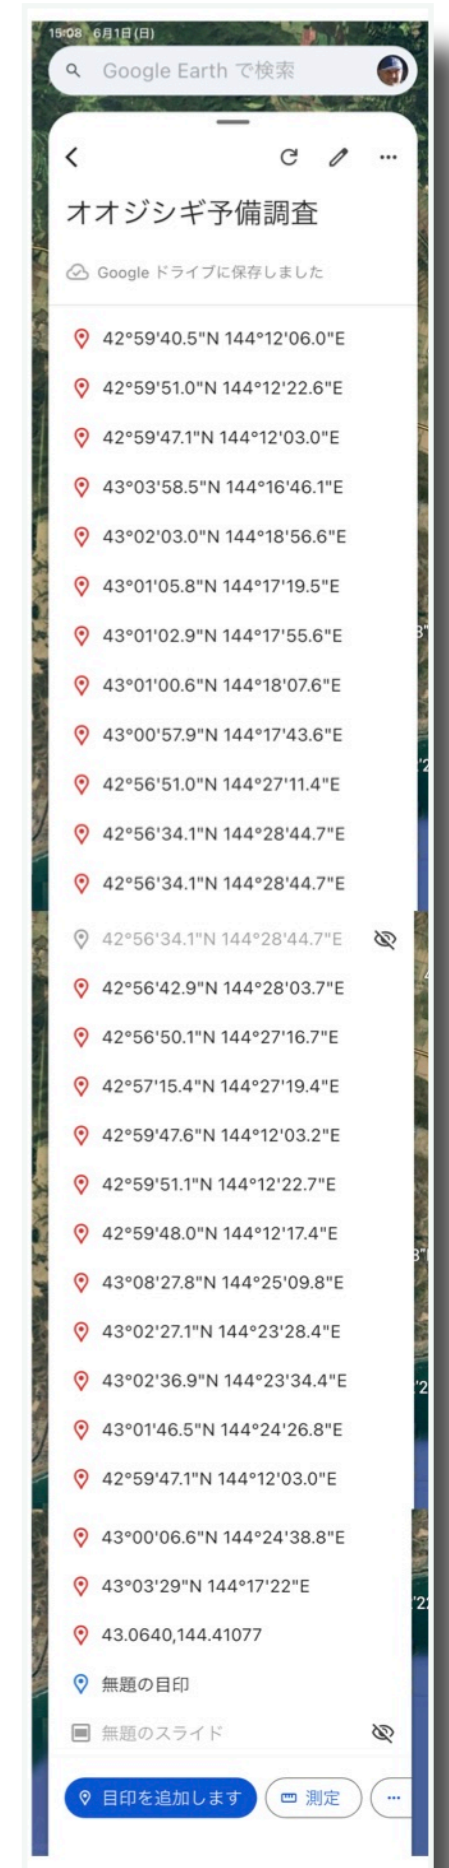 15:08 6月1日(日)
Google Earth で検索
オオジシギ予備調査
Google ドライブに保存しました
42°59'40.5"N 144°12'06.0"E
42°59'51.0"N 144°12'22.6"E
42°59'47.1"N 144°12'03.0"E
43°03'58.5"N 144°16'46.1"E
43°02'03.0"N 144°18'56.6"E
43°01'05.8"N 144°17'19.5"E
43°01'02.9"N 144°17'55.6"E
43°01'00.6"N 144°18'07.6"E
43°00'57.9"N 144°17'43.6"E
42°56'51.0"N 144°27'11.4"E
42°56'34.1"N 144°28'44.7"E
42°56'34.1"N 144°28'44.7"E
42°56'34.1"N 144°28'44.7"E
42°56'42.9"N 144°28'03.7"E
42°56'50.1"N 144°27'16.7"E
42°57'15.4"N 144°27'19.4"E
42°59'47.6"N 144°12'03.2"E
42°59'51.1"N 144°12'22.7"E
42°59'48.0"N 144°12'17.4"E
43°08'27.8"N 144°25'09.8"E
43°02'27.1"N 144°23'28.4"E
43°02'36.9"N 144°23'34.4"E
43°01'46.5"N 144°24'26.8"E
42°59'47.1"N 144°12'03.0"E
43°00'06.6"N 144°24'38.8"E
43°03'29"N 144°17'22"E
43.0640,144.41077
無題の目印
無題のスライド
目印を追加します
測定